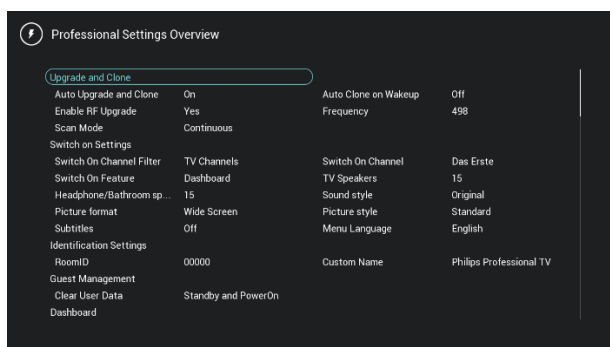 Professional Settings Overview
Upgrade and Clone
Auto Upgrade and Clone On Auto Clone on Wakeup Off
Enable RF Upgrade Yes Frequency 498
Scan Mode Continuous
Switch on Settings
Switch On Channel Filter TV Channels Switch On Channel Das Erste
Switch On Feature Dashboard TV Speakers 15
Headphone/Bathroom sp... 15 Sound style Original
Picture format Wide Screen Picture style Standard
Subtitles Off Menu Language English
Identification Settings
RoomID 00000 Custom Name Philips Professional TV
Guest Management
Clear User Data Standby and PowerOn
Dashboard